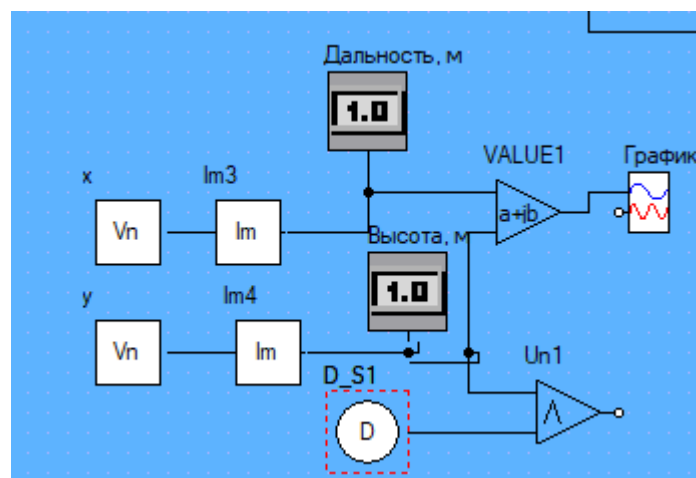 Дальность, м
1.0
VALUE1
График
x
Im3
Vn
Im
a+jb
Высота, м
1.0
y
Im4
Vn
Im
D_S1
Un1
D
Λ